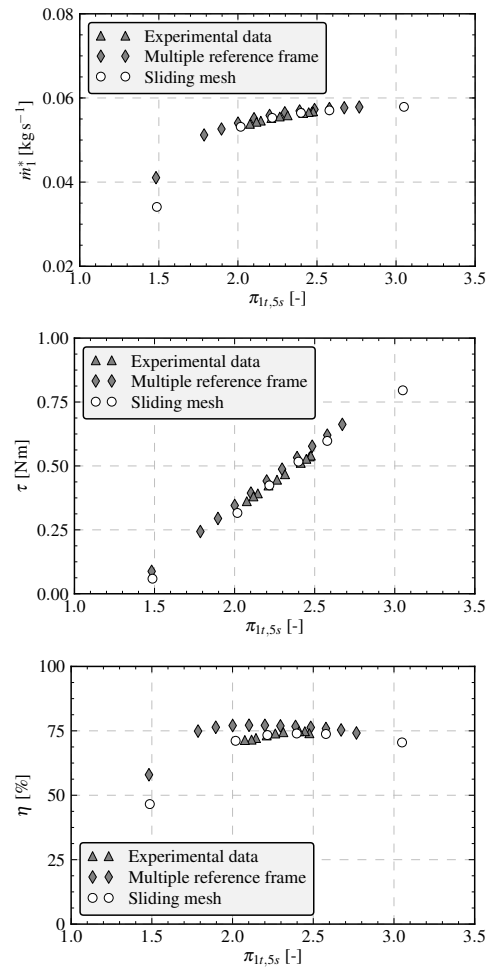 0.08
0.06
0.04
0.02
ṁ₁* [kg s⁻¹]
Experimental data
Multiple reference frame
Sliding mesh
1.0 1.5 2.0 2.5 3.0 3.5
π₁ₜ,₅ₛ [-]
1.00
0.75
0.50
0.25
0.00
τ [Nm]
Experimental data
Multiple reference frame
Sliding mesh
1.0 1.5 2.0 2.5 3.0 3.5
π₁ₜ,₅ₛ [-]
100
75
50
25
0
η [%]
Experimental data
Multiple reference frame
Sliding mesh
1.0 1.5 2.0 2.5 3.0 3.5
π₁ₜ,₅ₛ [-]